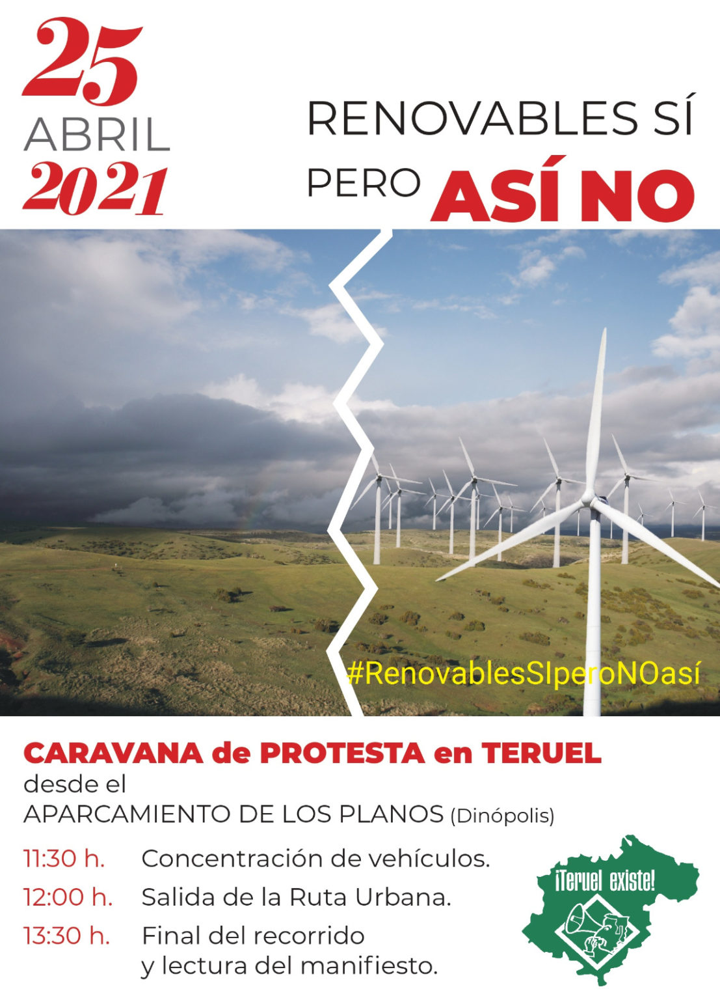 25
ABRIL
2021
RENOVABLES SÍ
PERO ASÍ NO
#RenovablesSIperoNOasí
CARAVANA de PROTESTA en TERUEL
desde el
APARCAMIENTO DE LOS PLANOS (Dinópolis)
11:30 h. Concentración de vehículos.
12:00 h. Salida de la Ruta Urbana.
13:30 h. Final del recorrido
y lectura del manifiesto.
¡Teruel existe!